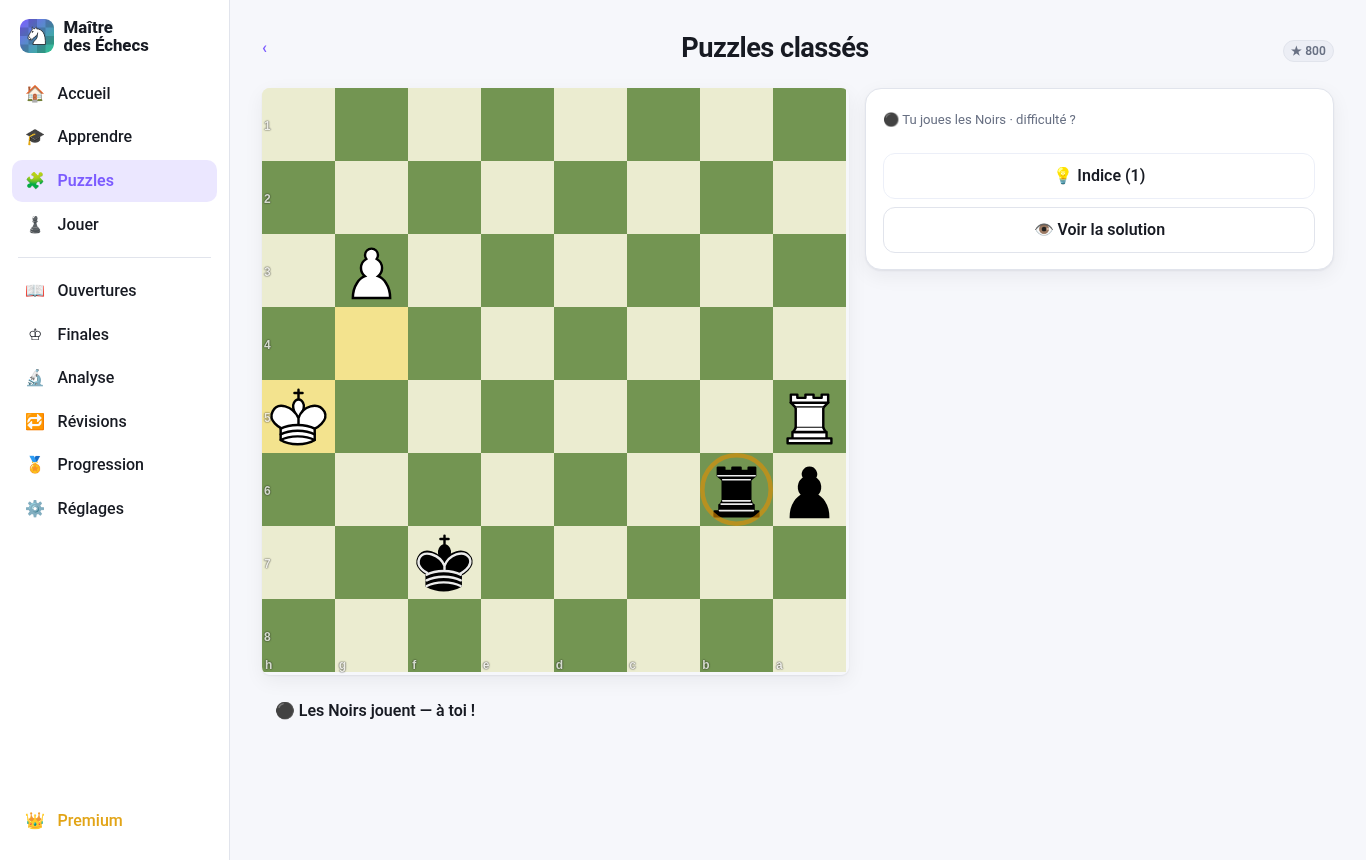 Maître
des Échecs
Accueil
Apprendre
Puzzles
Jouer
Ouvertures
Finales
Analyse
Révisions
Progression
Réglages
Premium
‹
Puzzles classés
★ 800
1
2
3
4
5
6
7
8
h g f e d c b a
Les Noirs jouent — à toi !
Tu joues les Noirs · difficulté ?
Indice (1)
Voir la solution